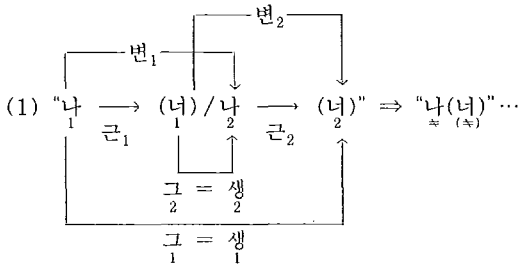 변₂
변₁
(1) "나₁ → (너)₁/나₂ → (너)₂" ⇒ "나(너)"…
근₁ 근₂
그₂ = 생₂
그₁ = 생₁